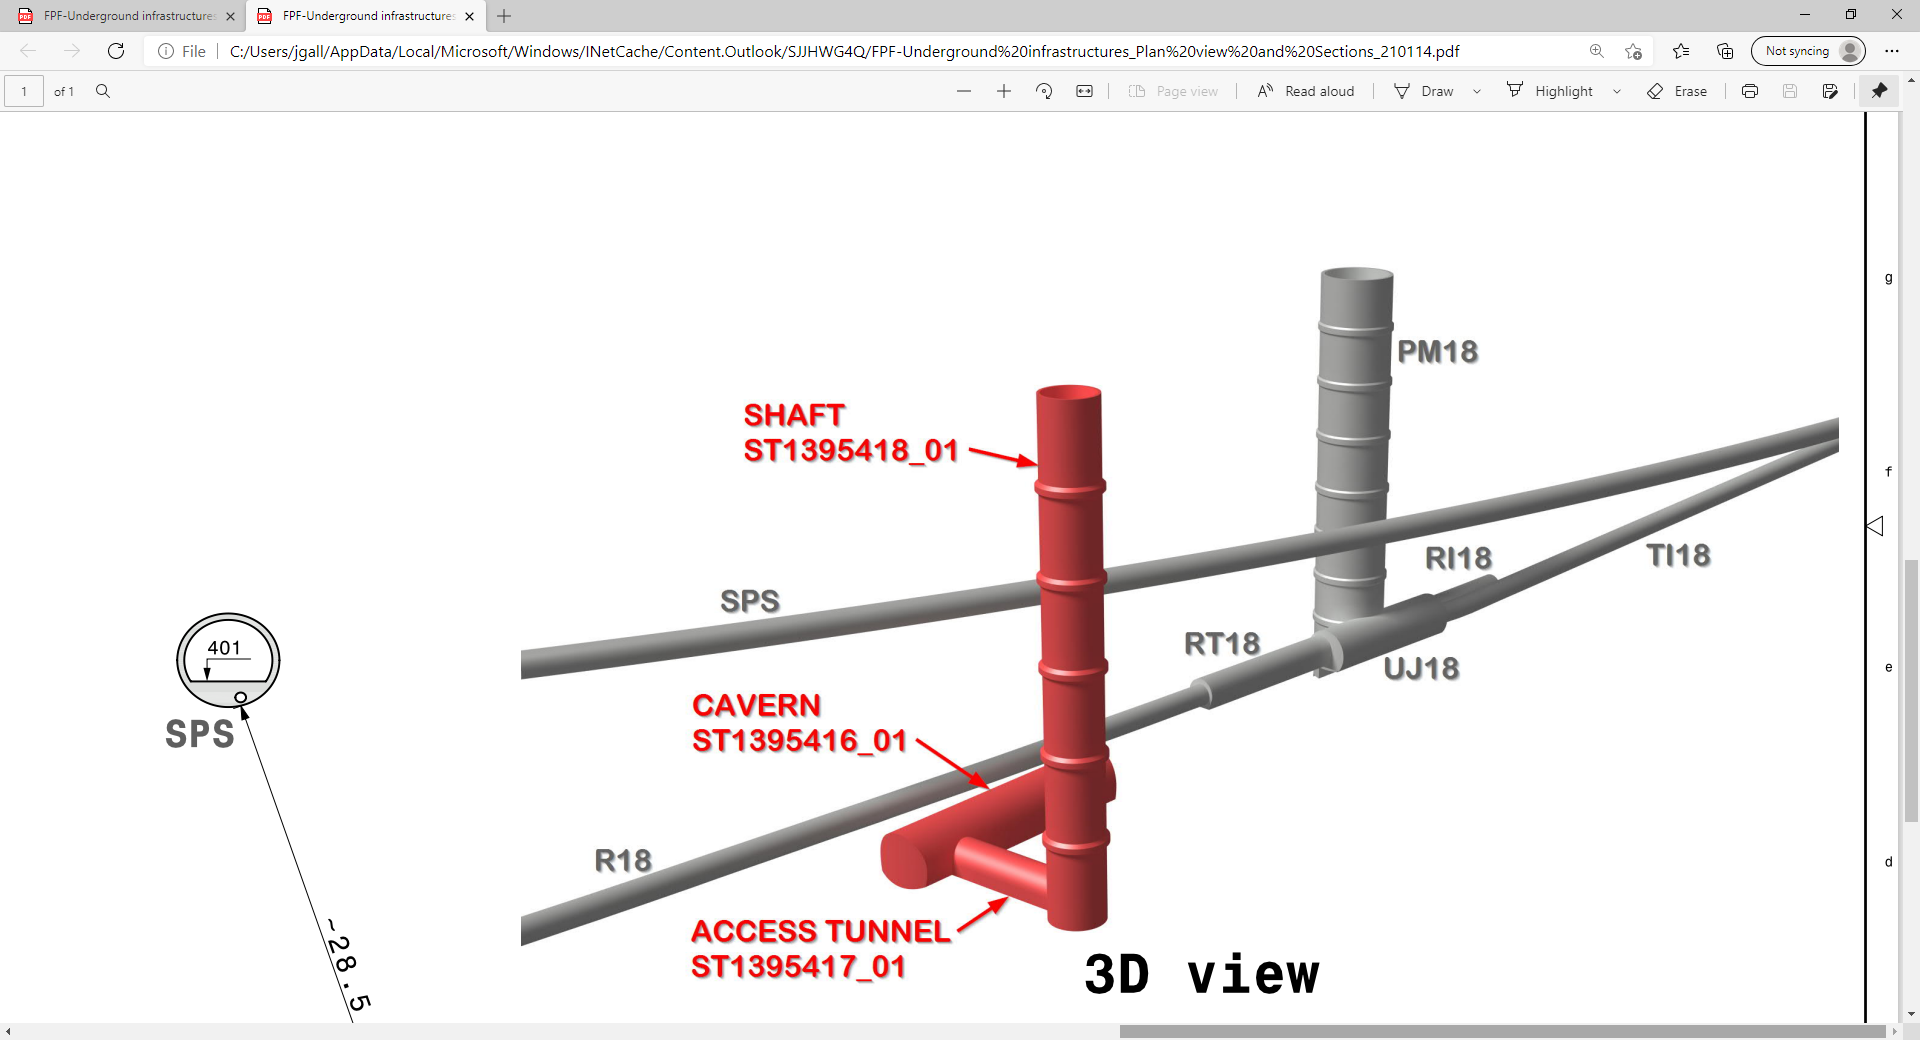 FPF-Underground infrastructures
FPF-Underground infrastructures
File
C:/Users/jgall/AppData/Local/Microsoft/Windows/INetCache/Content.Outlook/SJJHWG4Q/FPF-Underground%20infrastructures_Plan%20view%20and%20Sections_210114.pdf
Not syncing
1 of 1
Page view
Read aloud
Draw
Highlight
Erase
g
PM18
SHAFT
ST1395418_01
f
RI18
TI18
SPS
RT18
401
UJ18
e
SPS
CAVERN
ST1395416_01
R18
d
ACCESS TUNNEL
ST1395417_01
~28.5
3D view